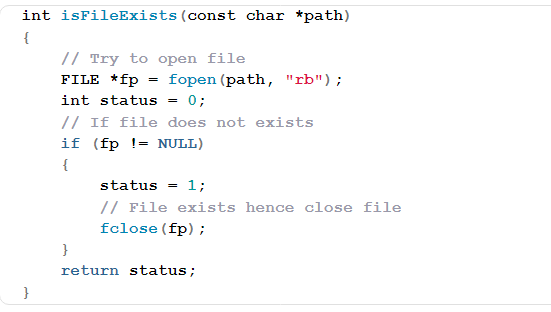 int isFileExists(const char *path)
{
    // Try to open file
    FILE *fp = fopen(path, "rb");
    int status = 0;
    // If file does not exists
    if (fp != NULL)
    {
        status = 1;
        // File exists hence close file
        fclose(fp);
    }
    return status;
}